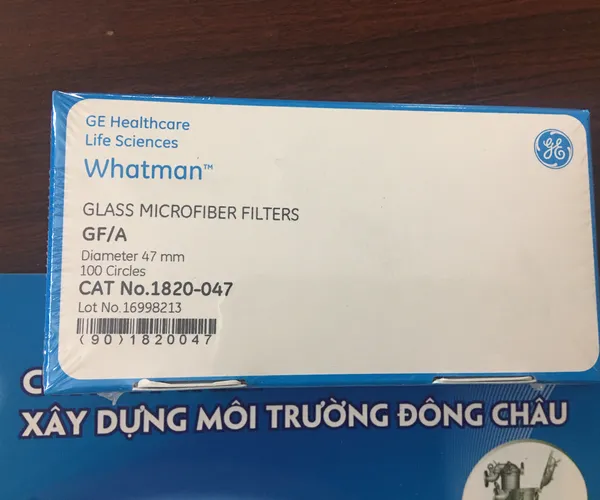 GE Healthcare
Life Sciences
Whatman™
GE
GLASS MICROFIBER FILTERS
GF/A
Diameter 47 mm
100 Circles
CAT No.1820-047
Lot No.16998213
(90)1820047
XÂY DỰNG MÔI TRƯỜNG ĐÔNG CHÂU